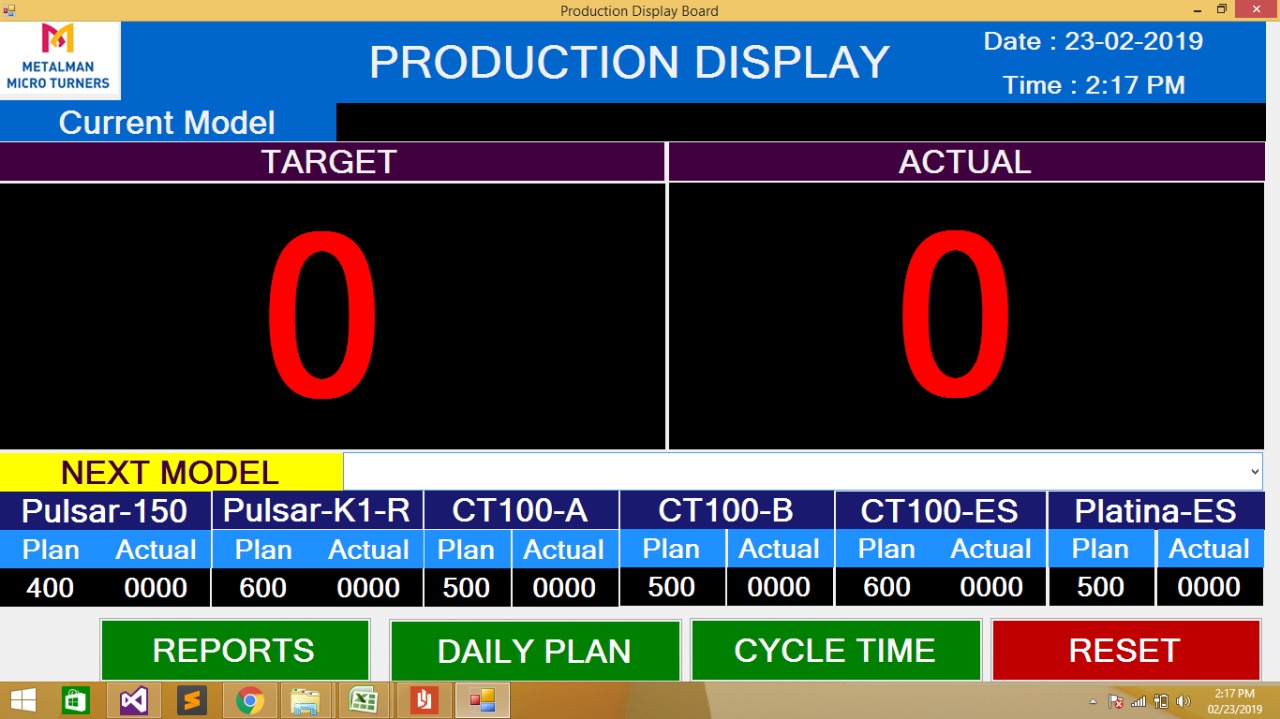 Production Display Board
METALMAN
MICRO TURNERS
PRODUCTION DISPLAY
Date : 23-02-2019
Time : 2:17 PM
Current Model
TARGET ACTUAL
0 0
NEXT MODEL
Pulsar-150 Pulsar-K1-R CT100-A CT100-B CT100-ES Platina-ES
Plan Actual Plan Actual Plan Actual Plan Actual Plan Actual Plan Actual
400 0000 600 0000 500 0000 500 0000 600 0000 500 0000
REPORTS DAILY PLAN CYCLE TIME RESET
2:17 PM
02/23/2019